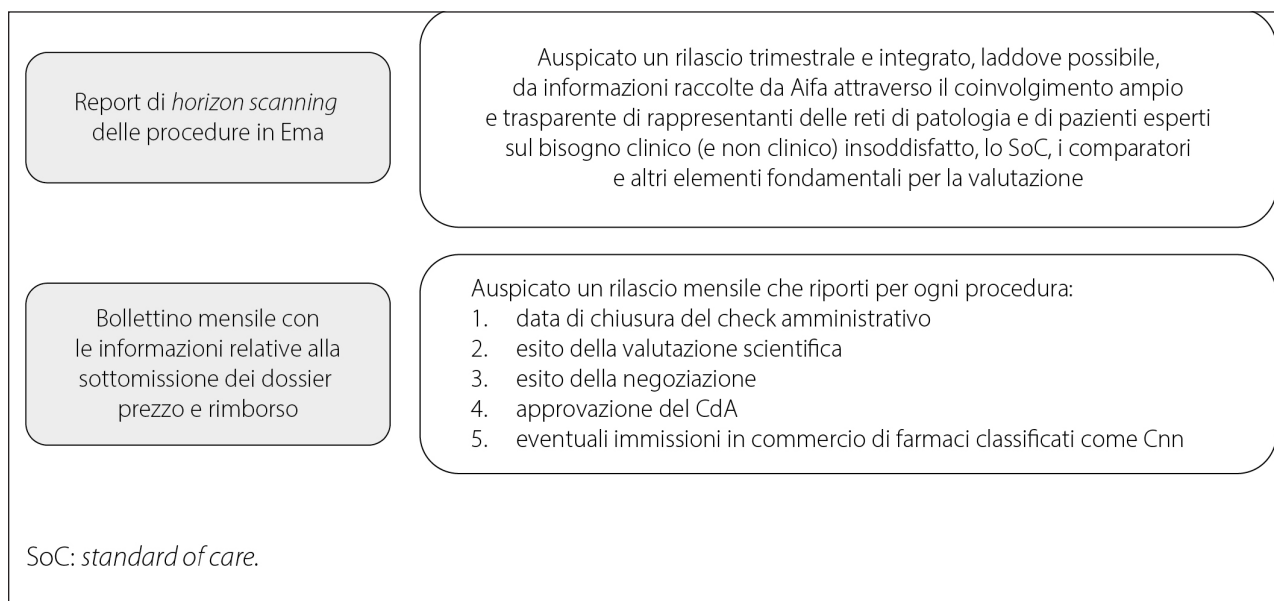 Report di horizon scanning
delle procedure in Ema
Auspicato un rilascio trimestrale e integrato, laddove possibile,
da informazioni raccolte da Aifa attraverso il coinvolgimento ampio
e trasparente di rappresentanti delle reti di patologia e di pazienti esperti
sul bisogno clinico (e non clinico) insoddisfatto, lo SoC, i comparatori
e altri elementi fondamentali per la valutazione
Bollettino mensile con
le informazioni relative alla
sottomissione dei dossier
prezzo e rimborso
Auspicato un rilascio mensile che riporti per ogni procedura:
1. data di chiusura del check amministrativo
2. esito della valutazione scientifica
3. esito della negoziazione
4. approvazione del CdA
5. eventuali immissioni in commercio di farmaci classificati come Cnn
SoC: standard of care.